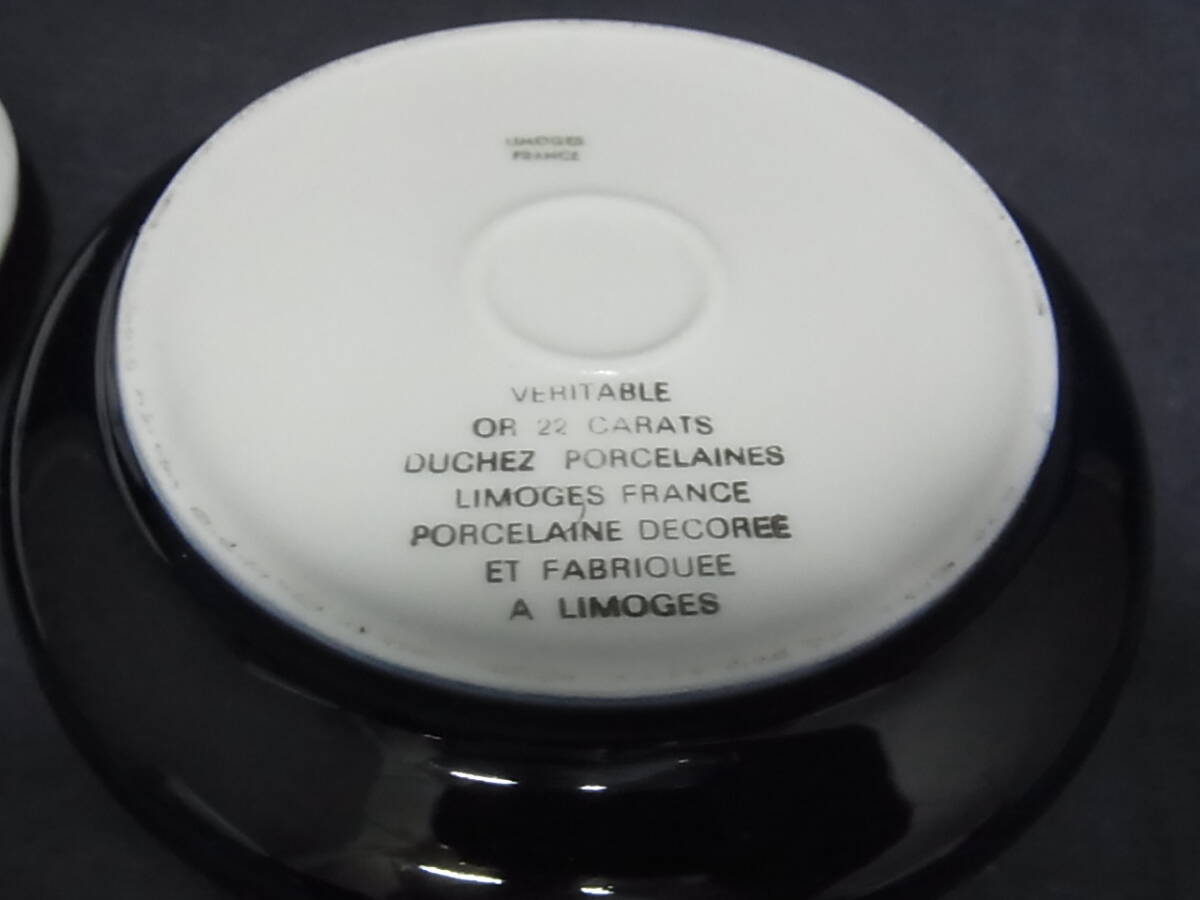 LIMOGES
FRANCE
VERITABLE
OR 22 CARATS
DUCHEZ PORCELAINES
LIMOGES FRANCE
PORCELAINE DECOREE
ET FABRIQUEE
A LIMOGES